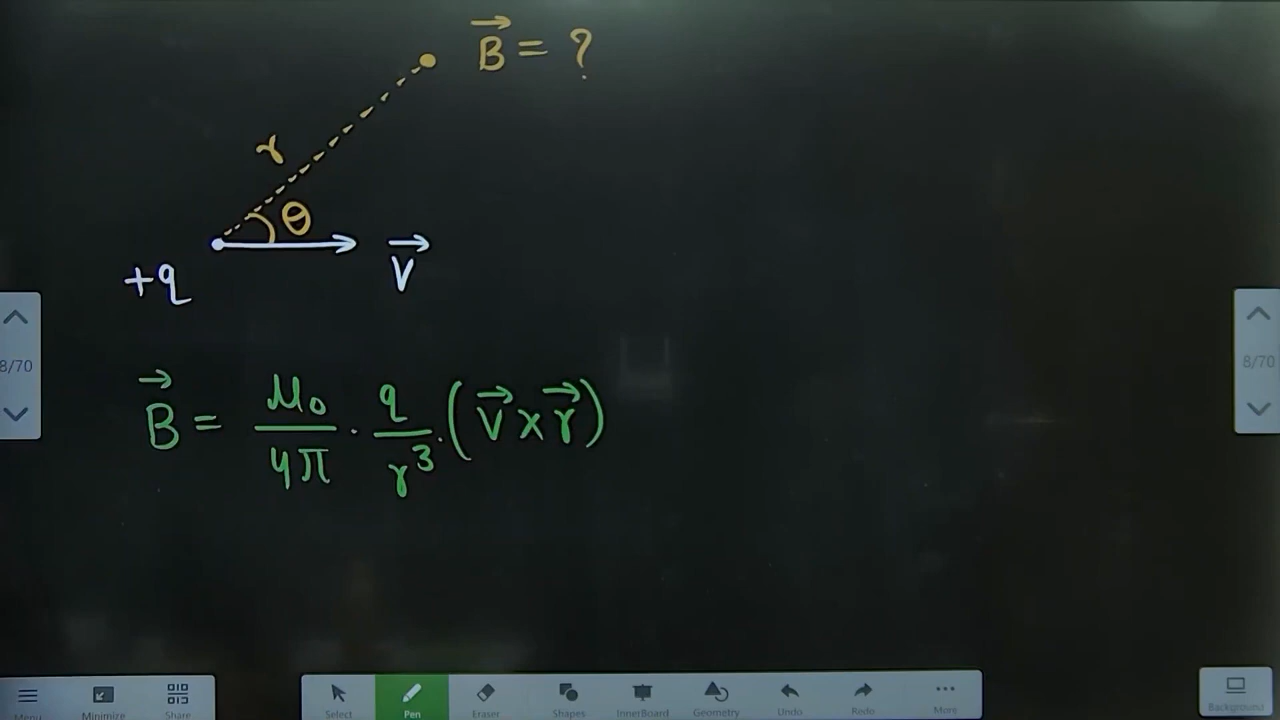 B⃗ = ?
r
θ
+q
V⃗
B⃗ = μ₀/4π · q/r³ · (V⃗ × r⃗)
8/70
8/70
Menu
Minimize
Share
Select
Pen
Eraser
Shapes
InnerBoard
Geometry
Undo
Redo
More
Background